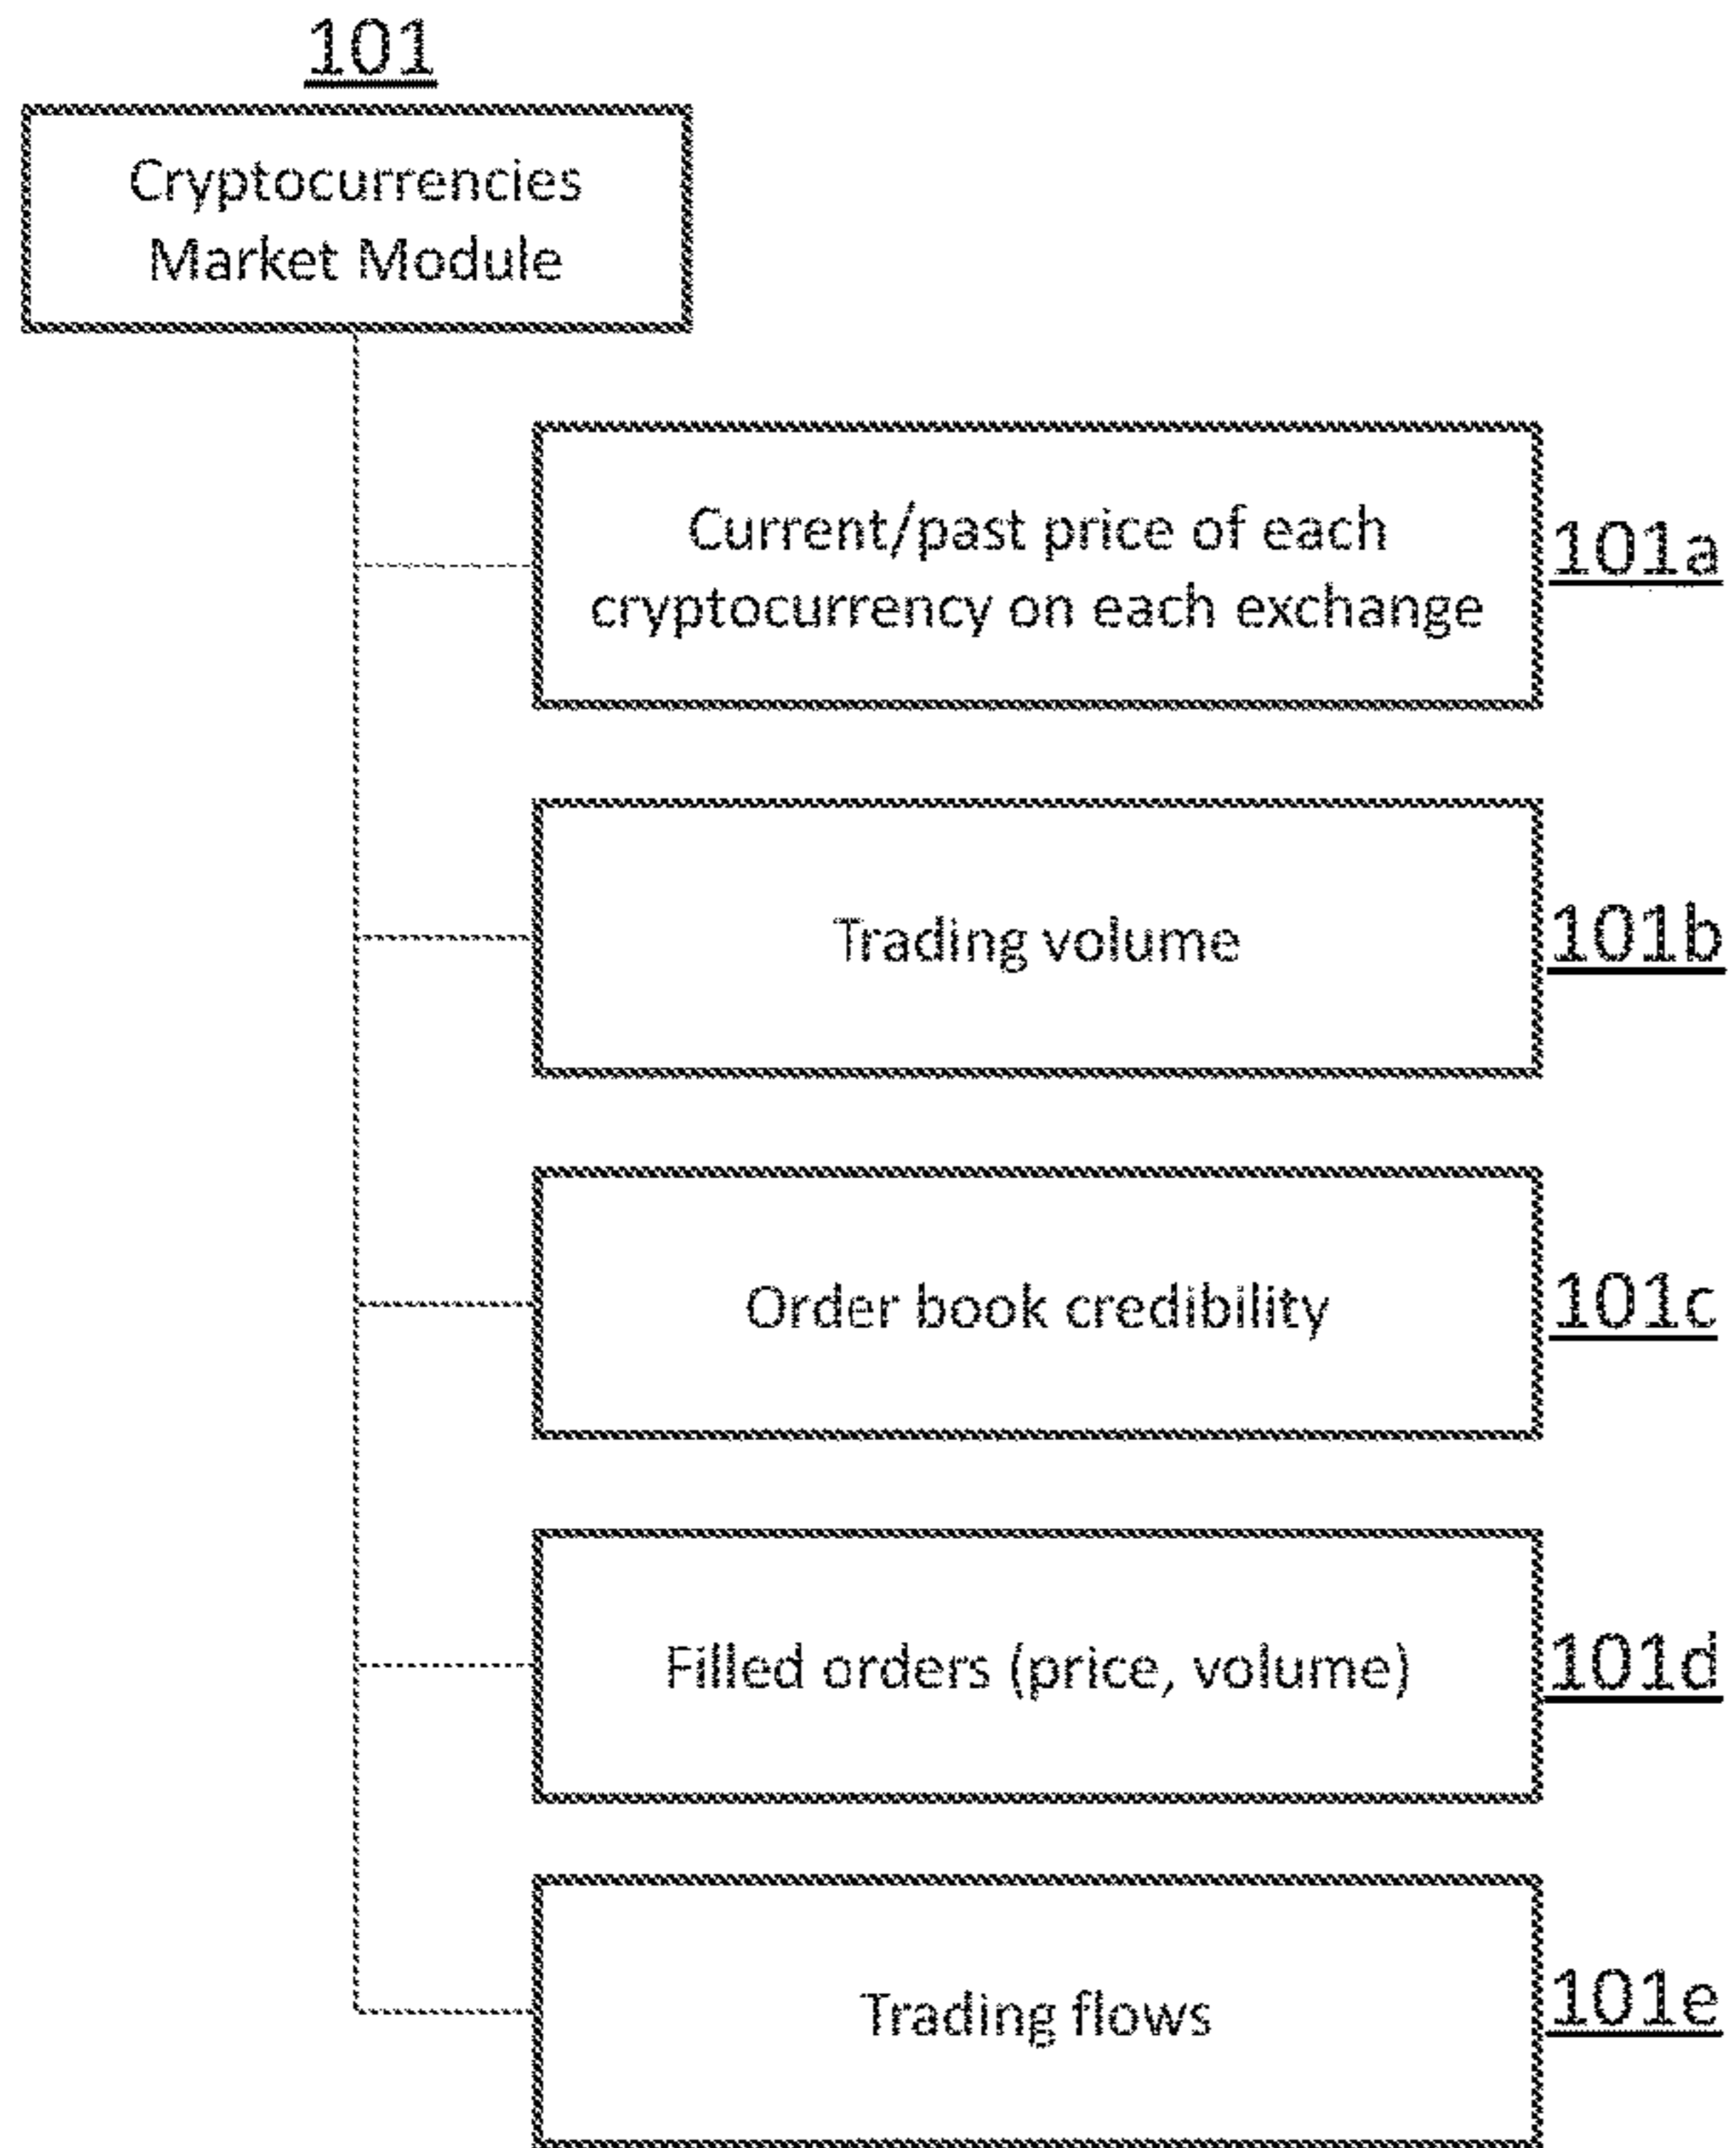 101
Cryptocurrencies
Market Module
Current/past price of each
cryptocurrency on each exchange
101a
Trading volume
101b
Order book credibility
101c
Filled orders (price, volume)
101d
Trading flows
101e